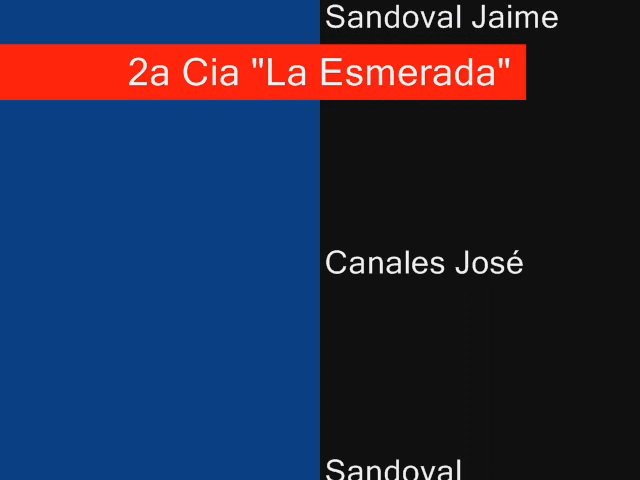 Sandoval Jaime
2a Cia "La Esmerada"
Canales José
Sandoval